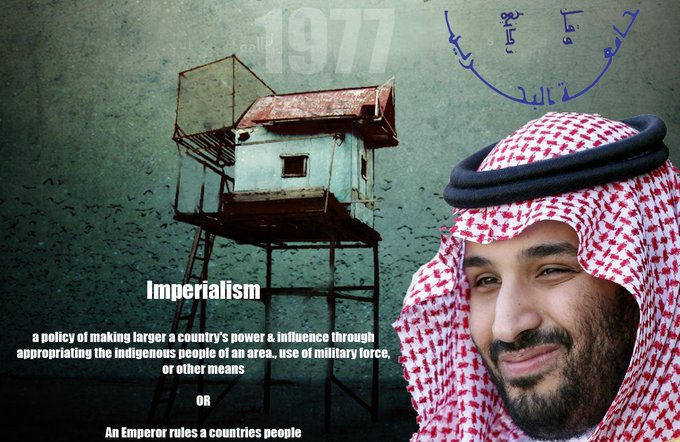 1977
Imperialism
a policy of making larger a country's power & influence through
appropriating the indigenous people of an area., use of military force,
or other means
OR
An Emperor rules a countries people